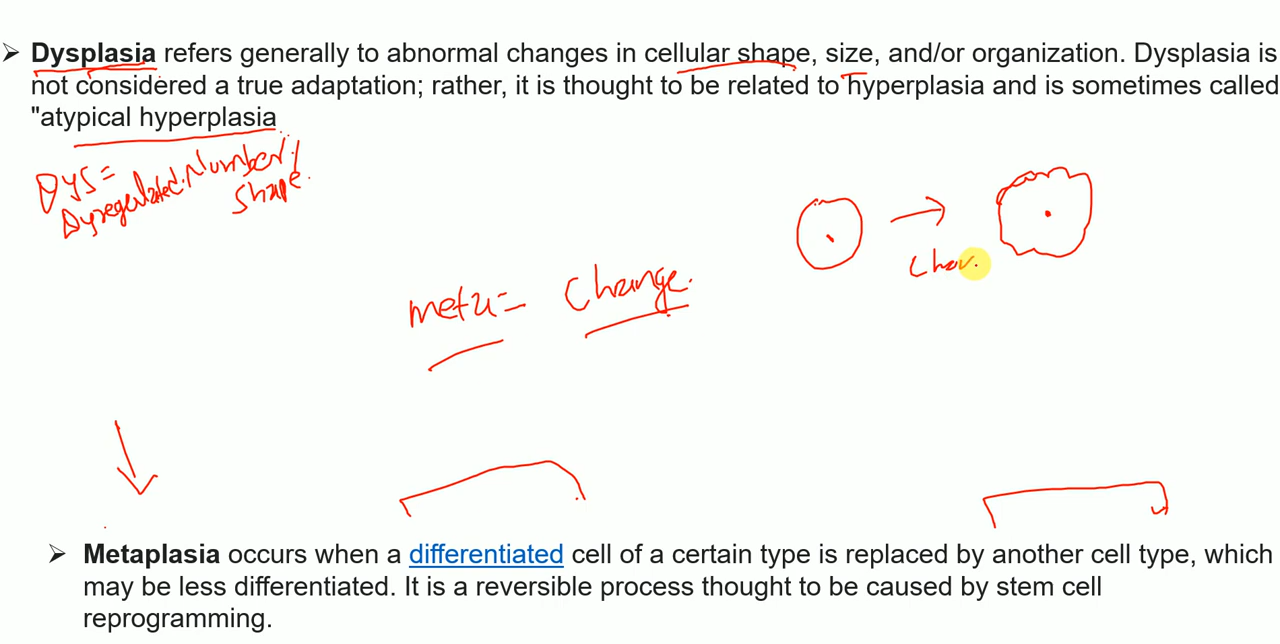 ➢ Dysplasia refers generally to abnormal changes in cellular shape, size, and/or organization. Dysplasia is
not considered a true adaptation; rather, it is thought to be related to hyperplasia and is sometimes called
"atypical hyperplasia
Dys=
Dyregulated. Number/
Shape.
meta= Change.
Chav.
➢ Metaplasia occurs when a differentiated cell of a certain type is replaced by another cell type, which
may be less differentiated. It is a reversible process thought to be caused by stem cell
reprogramming.